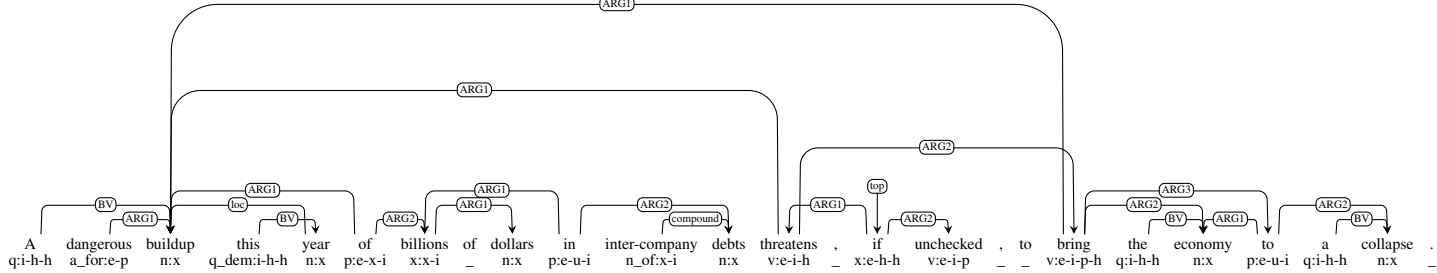 ARG1
ARG1
ARG2
ARG1 ARG1 top ARG3
BV loc ARG2 ARG2 ARG2 ARG2
ARG1 BV ARG2 ARG1 compound ARG1 ARG2 BV ARG1 BV
A dangerous buildup this year of billions of dollars in inter-company debts threatens , if unchecked , to bring the economy to a collapse .
q:i-h-h a_for:e-p n:x q_dem:i-h-h n:x p:e-x-i x:x-i _ n:x p:e-u-i n_of:x-i n:x v:e-i-h _ x:e-h-h v:e-i-p _ _ v:e-i-p-h q:i-h-h n:x p:e-u-i q:i-h-h n:x _